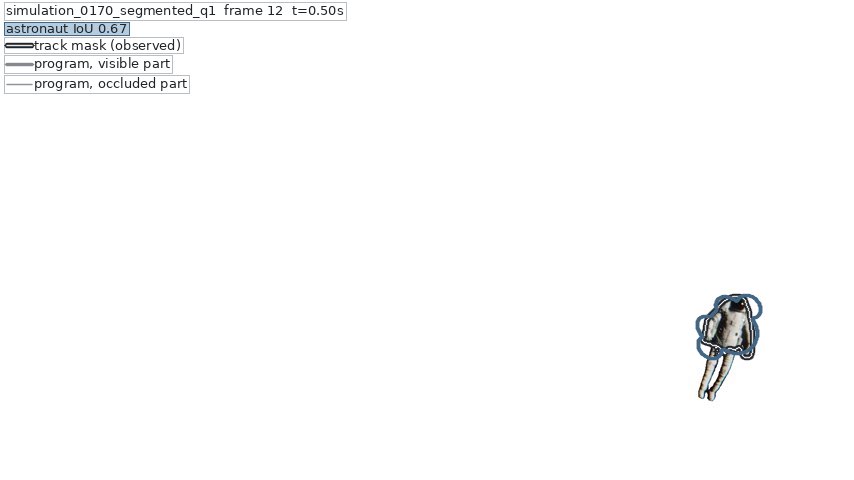 simulation_0170_segmented_q1 frame 12 t=0.50s
astronaut IoU 0.67
track mask (observed)
program, visible part
program, occluded part